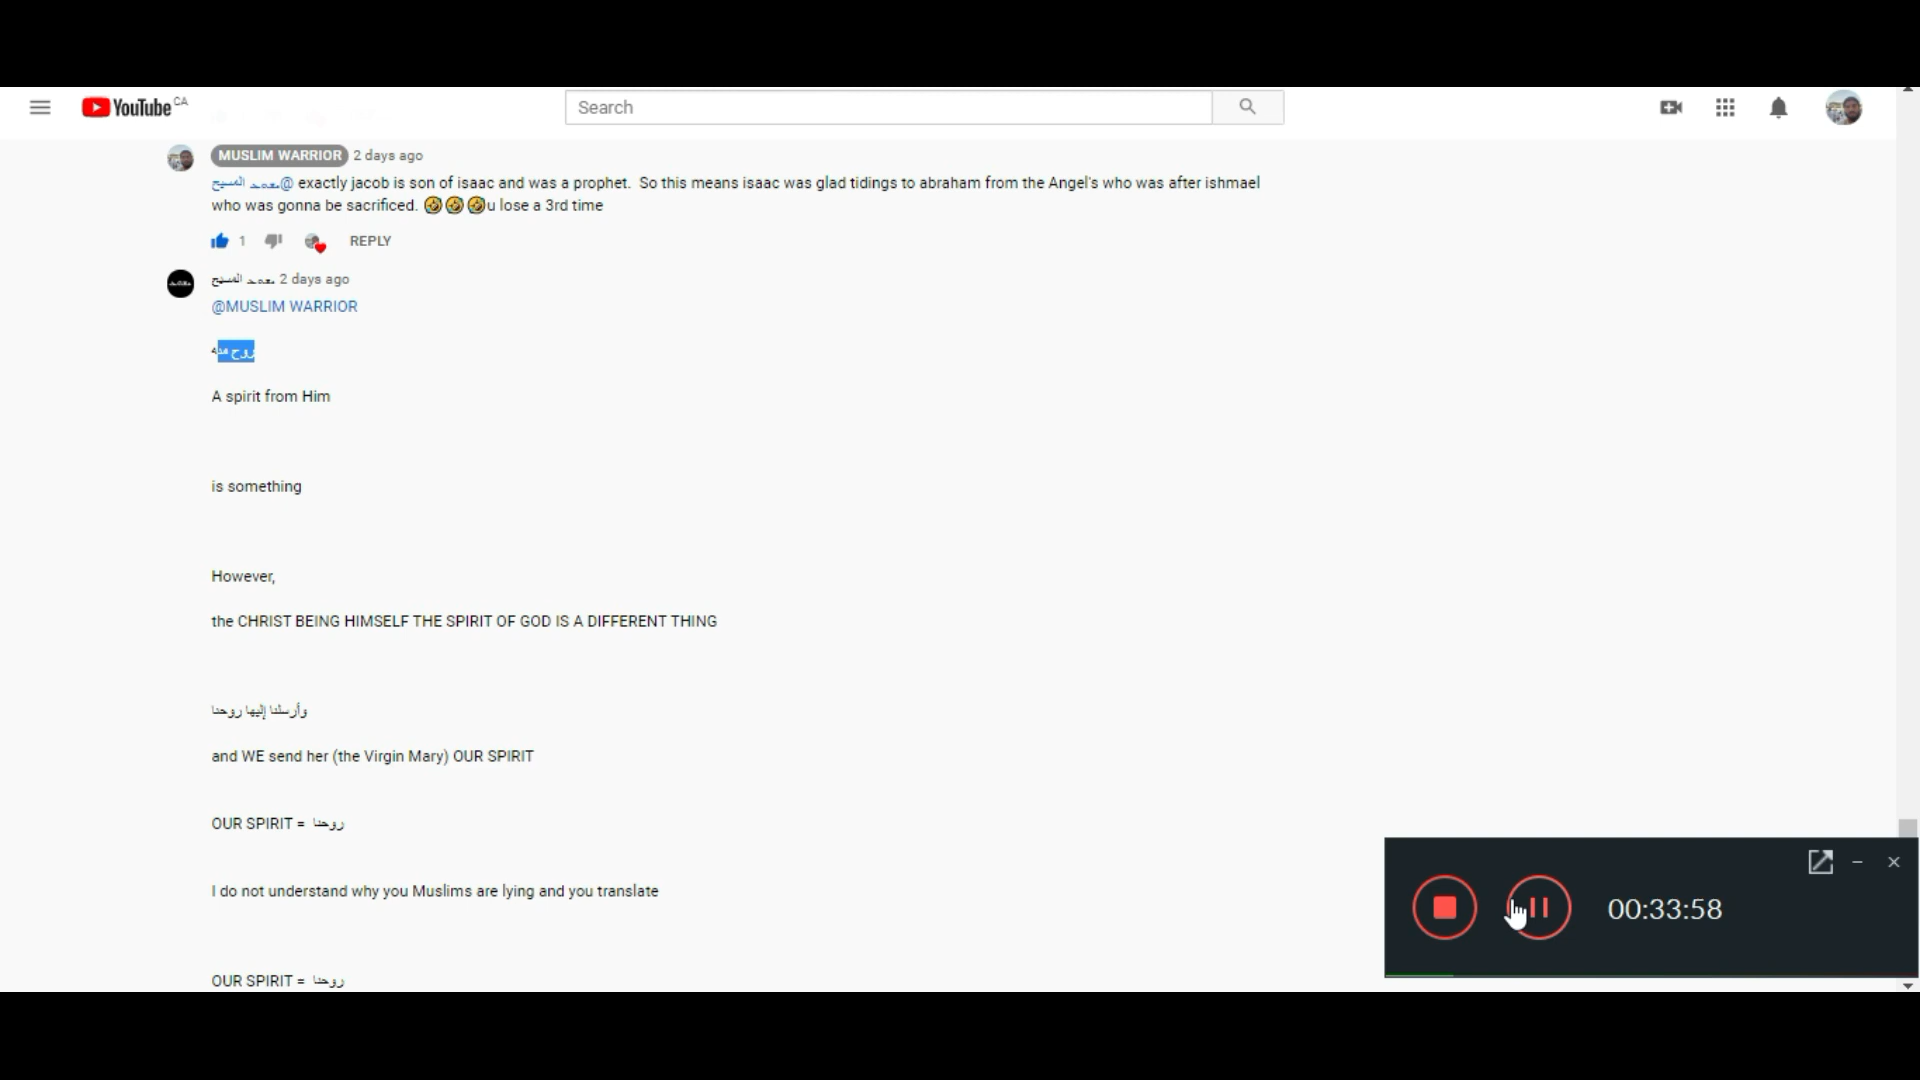 YouTube CA
Search
MUSLIM WARRIOR 2 days ago
@محمد المسيح exactly jacob is son of isaac and was a prophet. So this means isaac was glad tidings to abraham from the Angel's who was after ishmael
who was gonna be sacrificed. 🤣🤣🤣u lose a 3rd time
1 REPLY
محمد المسيح 2 days ago
@MUSLIM WARRIOR
روح منه
A spirit from Him
is something
However,
the CHRIST BEING HIMSELF THE SPIRIT OF GOD IS A DIFFERENT THING
وأرسلنا إليها روحنا
and WE send her (the Virgin Mary) OUR SPIRIT
OUR SPIRIT = روحنا
I do not understand why you Muslims are lying and you translate
OUR SPIRIT = روحنا
00:33:58